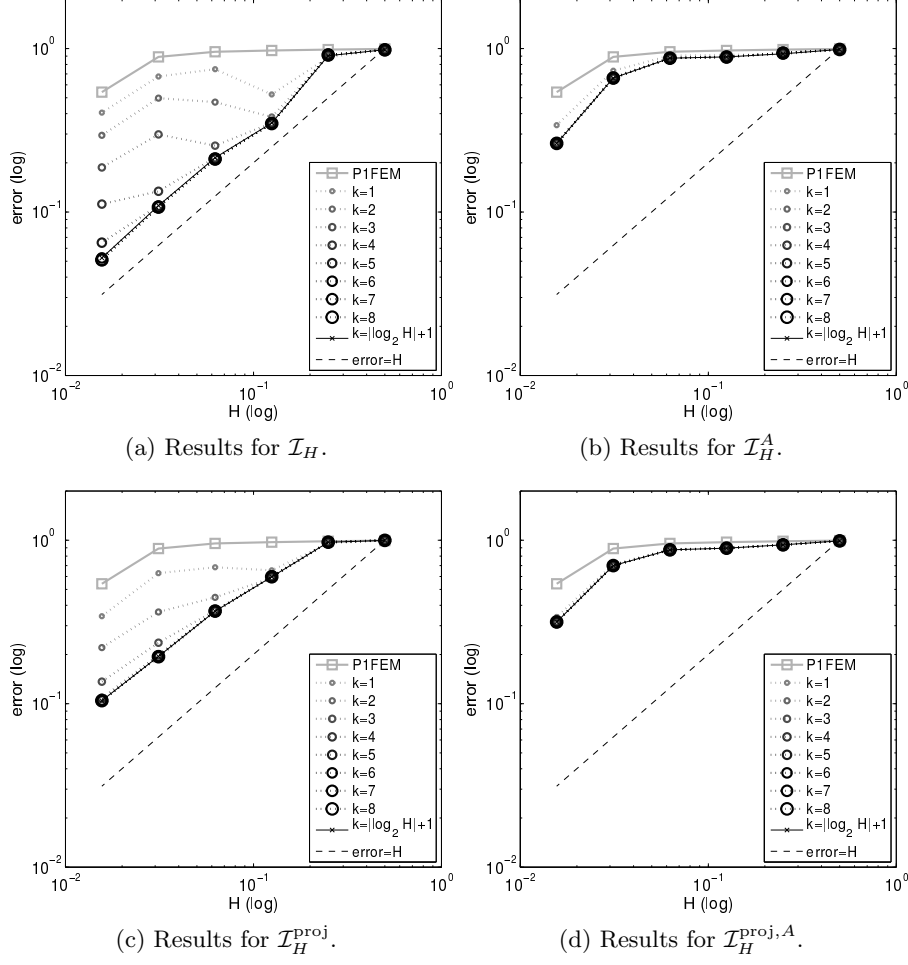 10^0
10^-1
10^-2
error (log)
P1FEM
k=1
k=2
k=3
k=4
k=5
k=6
k=7
k=8
k=||log_2 H|+1
error=H
10^-2
10^-1
10^0
H (log)
(a) Results for 𝓘_H.
10^0
10^-1
10^-2
error (log)
P1FEM
k=1
k=2
k=3
k=4
k=5
k=6
k=7
k=8
k=||log_2 H|+1
error=H
10^-2
10^-1
10^0
H (log)
(b) Results for 𝓘_H^A.
10^0
10^-1
10^-2
error (log)
P1FEM
k=1
k=2
k=3
k=4
k=5
k=6
k=7
k=8
k=||log_2 H|+1
error=H
10^-2
10^-1
10^0
H (log)
(c) Results for 𝓘_H^proj.
10^0
10^-1
10^-2
error (log)
P1FEM
k=1
k=2
k=3
k=4
k=5
k=6
k=7
k=8
k=||log_2 H|+1
error=H
10^-2
10^-1
10^0
H (log)
(d) Results for 𝓘_H^proj,A.